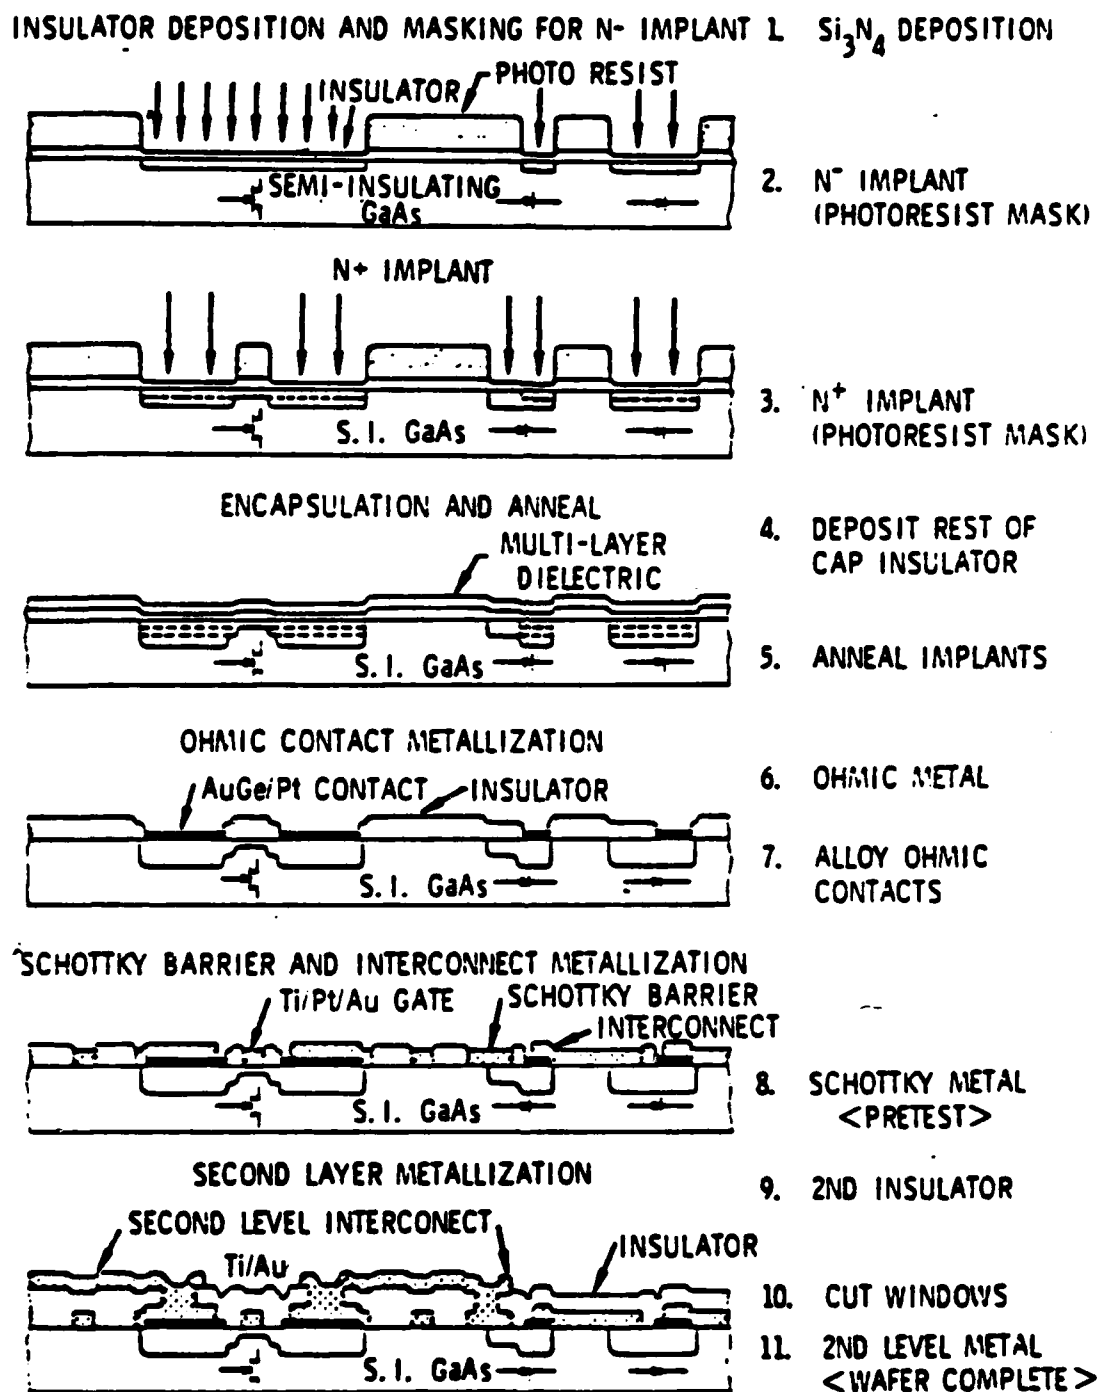 INSULATOR DEPOSITION AND MASKING FOR N- IMPLANT
1. Si3N4 DEPOSITION
PHOTO RESIST
INSULATOR
SEMI-INSULATING
GaAs
2. N- IMPLANT
(PHOTORESIST MASK)
N+ IMPLANT
S. I. GaAs
3. N+ IMPLANT
(PHOTORESIST MASK)
ENCAPSULATION AND ANNEAL
MULTI-LAYER
DIELECTRIC
S. I. GaAs
4. DEPOSIT REST OF
CAP INSULATOR
5. ANNEAL IMPLANTS
OHMIC CONTACT METALLIZATION
AuGe/Pt CONTACT
INSULATOR
S. I. GaAs
6. OHMIC METAL
7. ALLOY OHMIC
CONTACTS
SCHOTTKY BARRIER AND INTERCONNECT METALLIZATION
Ti/Pt/Au GATE
SCHOTTKY BARRIER
INTERCONNECT
S. I. GaAs
8. SCHOTTKY METAL
<PRETEST>
SECOND LAYER METALLIZATION
SECOND LEVEL INTERCONECT
Ti/Au
INSULATOR
S. I. GaAs
9. 2ND INSULATOR
10. CUT WINDOWS
11. 2ND LEVEL METAL
<WAFER COMPLETE>